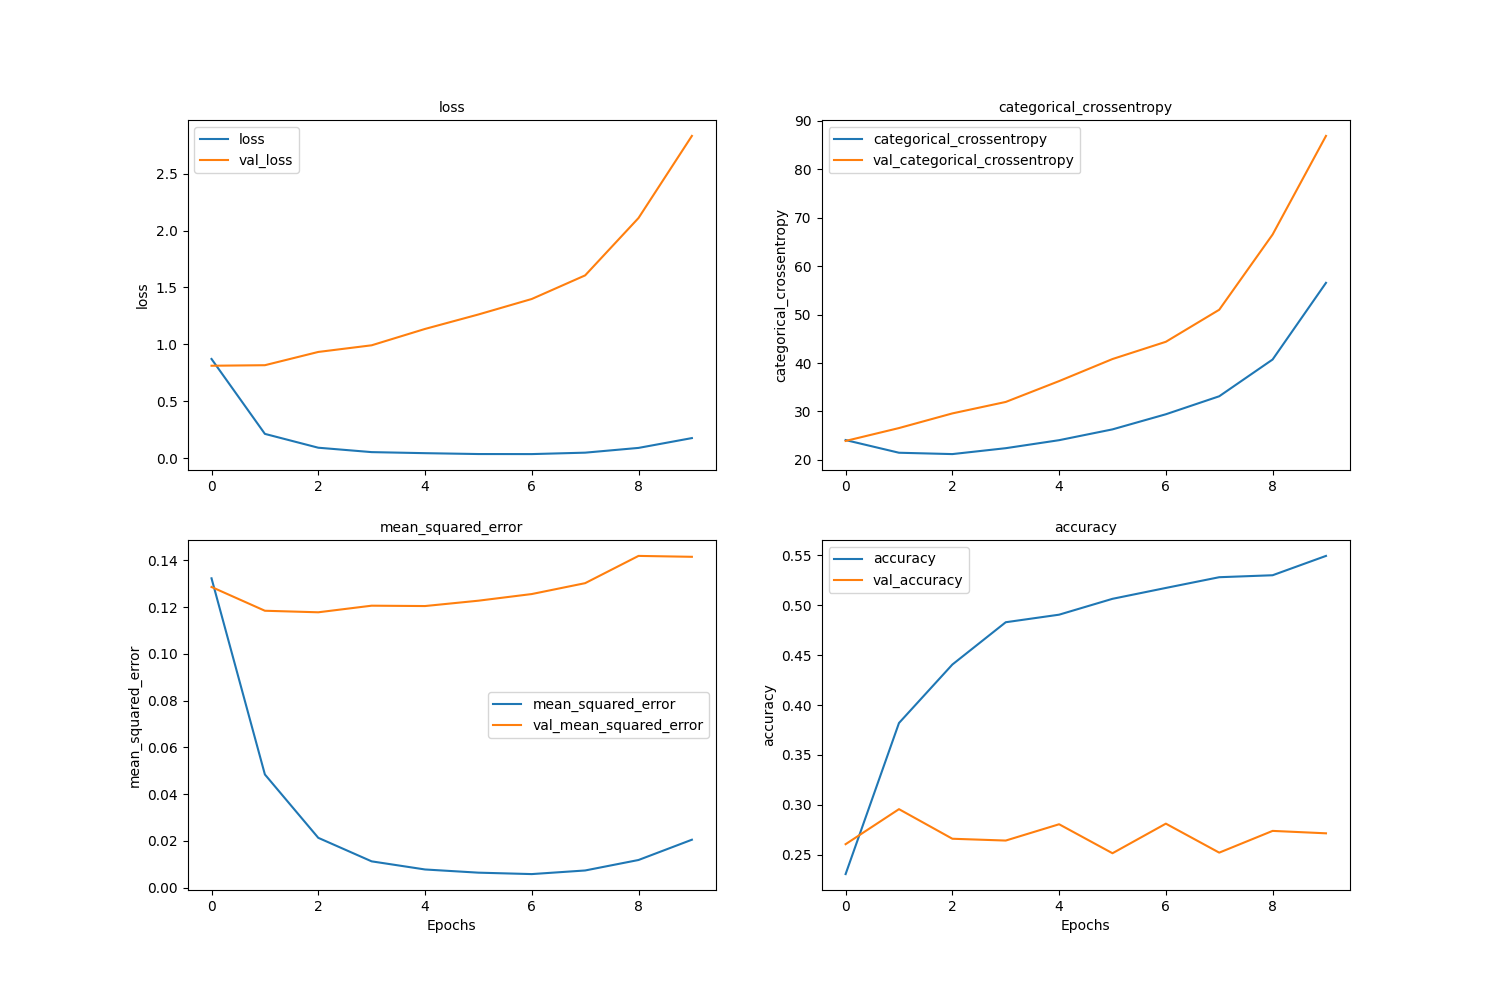 loss
loss
val_loss
2.5
2.0
1.5
1.0
0.5
0.0
loss
0 2 4 6 8
categorical_crossentropy
categorical_crossentropy
val_categorical_crossentropy
90
80
70
60
50
40
30
20
categorical_crossentropy
0 2 4 6 8
mean_squared_error
0.14
0.12
0.10
0.08
0.06
0.04
0.02
0.00
mean_squared_error
mean_squared_error
val_mean_squared_error
0 2 4 6 8
Epochs
accuracy
accuracy
val_accuracy
0.55
0.50
0.45
0.40
0.35
0.30
0.25
accuracy
0 2 4 6 8
Epochs